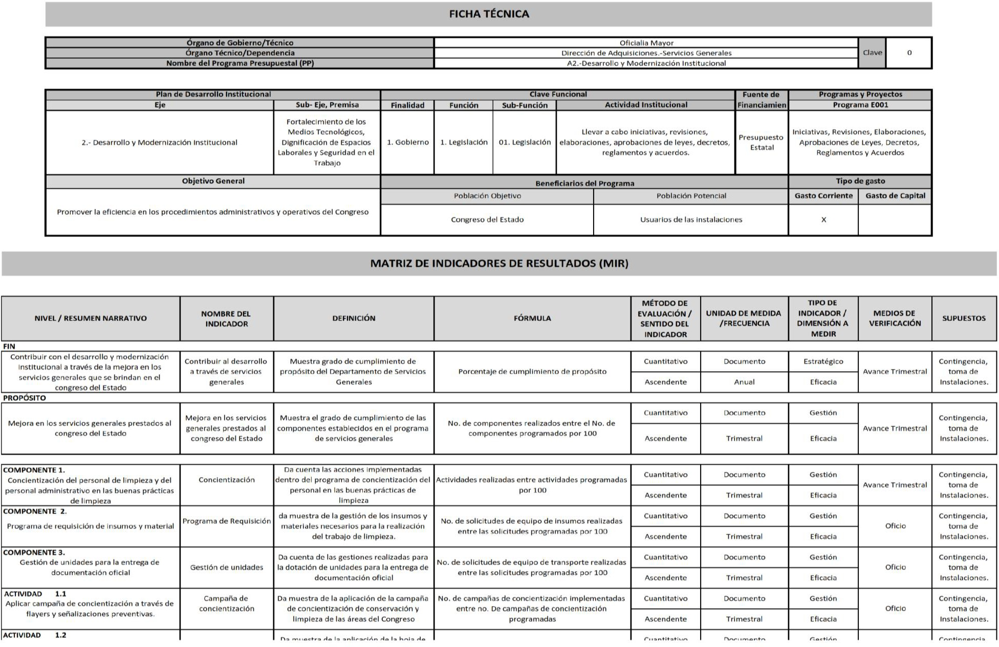 FICHA TÉCNICA
Órgano de Gobierno/Técnico
Oficialia Mayor
Órgano Técnico/Dependencia
Dirección de Adquisiciones.-Servicios Generales
Nombre del Programa Presupuestal (PP)
A2.-Desarrollo y Modernización Institucional
Clave
0
Plan de Desarrollo Institucional
Clave Funcional
Fuente de
Financiamien
Programas y Proyectos
Eje
Sub- Eje, Premisa
Finalidad
Función
Sub-Función
Actividad Institucional
Programa E001
2.- Desarrollo y Modernización Institucional
Fortalecimiento de los
Medios Tecnológicos,
Dignificación de Espacios
Laborales y Seguridad en el
Trabajo
1. Gobierno
1. Legislación
01. Legislación
Llevar a cabo iniciativas, revisiones,
elaboraciones, aprobaciones de leyes, decretos,
reglamentos y acuerdos.
Presupuesto
Estatal
Iniciativas, Revisiones, Elaboraciones,
Aprobaciones de Leyes, Decretos,
Reglamentos y Acuerdos
Objetivo General
Beneficiarios del Programa
Tipo de gasto
Población Objetivo
Población Potencial
Gasto Corriente
Gasto de Capital
Promover la eficiencia en los procedimientos administrativos y operativos del Congreso
Congreso del Estado
Usuarios de las instalaciones
X
MATRIZ DE INDICADORES DE RESULTADOS (MIR)
NIVEL / RESUMEN NARRATIVO
NOMBRE DEL
INDICADOR
DEFINICIÓN
FÓRMULA
MÉTODO DE
EVALUACIÓN /
SENTIDO DEL
INDICADOR
UNIDAD DE MEDIDA
/FRECUENCIA
TIPO DE
INDICADOR /
DIMENSIÓN A
MEDIR
MEDIOS DE
VERIFICACIÓN
SUPUESTOS
FIN
Contribuir con el desarrollo y modernización
institucional a través de la mejora en los
servicios generales que se brindan en el
congreso del Estado
Contribuir al desarrollo
a través de servicios
generales
Muestra grado de cumplimiento de
propósito del Departamento de Servicios
Generales
Porcentaje de cumplimiento de propósito
Cuantitativo
Ascendente
Documento
Anual
Estratégico
Eficacia
Avance Trimestral
Contingencia,
toma de
Instalaciones.
PROPÓSITO
Mejora en los servicios generales prestados al
congreso del Estado
Mejora en los servicios
generales prestados al
congreso del Estado
Muestra el grado de cumplimiento de las
componentes establecidos en el programa
de servicios generales
No. de componentes realizados entre el No. de
componentes programados por 100
Cuantitativo
Ascendente
Documento
Trimestral
Gestión
Eficacia
Avance Trimestral
Contingencia,
toma de
Instalaciones.
COMPONENTE 1.
Concientización del personal de limpieza y del
personal administrativo en las buenas prácticas
de limpieza
Concientización
Da cuenta las acciones implementadas
dentro del programa de concientización del
personal en las buenas prácticas de
limpieza
Actividades realizadas entre actividades programadas
por 100
Cuantitativo
Ascendente
Documento
Trimestral
Gestión
Eficacia
Avance Trimestral
Contingencia,
toma de
Instalaciones.
COMPONENTE 2.
Programa de requisición de insumos y material
Programa de Requisición
da muestra de la gestión de los insumos y
materiales necesarios para la realización
del trabajo de limpieza.
No. de solicitudes de equipo de insumos realizadas
entre las solicitudes programadas por 100
Cuantitativo
Ascendente
Documento
Trimestral
Gestión
Eficacia
Oficio
Contingencia,
toma de
Instalaciones.
COMPONENTE 3.
Gestión de unidades para la entrega de
documentación oficial
Gestión de unidades
Da cuenta de las gestiones realizadas para
la dotación de unidades para la entrega de
documentación oficial
No. de solicitudes de equipo de transporte realizadas
entre las solicitudes programadas por 100
Cuantitativo
Ascendente
Documento
Trimestral
Gestión
Eficacia
Oficio
Contingencia,
toma de
Instalaciones.
ACTIVIDAD 1.1
Aplicar campaña de concientización a través de
flayers y señalizaciones preventivas.
Campaña de
concientización
Da muestra de la aplicación de la campaña
de concientización de conservación y
limpieza de las áreas del Congreso
No. de campañas de concientización implementadas
entre no. De campañas de concientización
programadas
Cuantitativo
Ascendente
Documento
Trimestral
Gestión
Eficacia
Oficio
Contingencia,
toma de
Instalaciones.
ACTIVIDAD 1.2
Da muestra de la aplicación de la hoja de
Cuantitativo
Documento
Gestión
Contingencia,